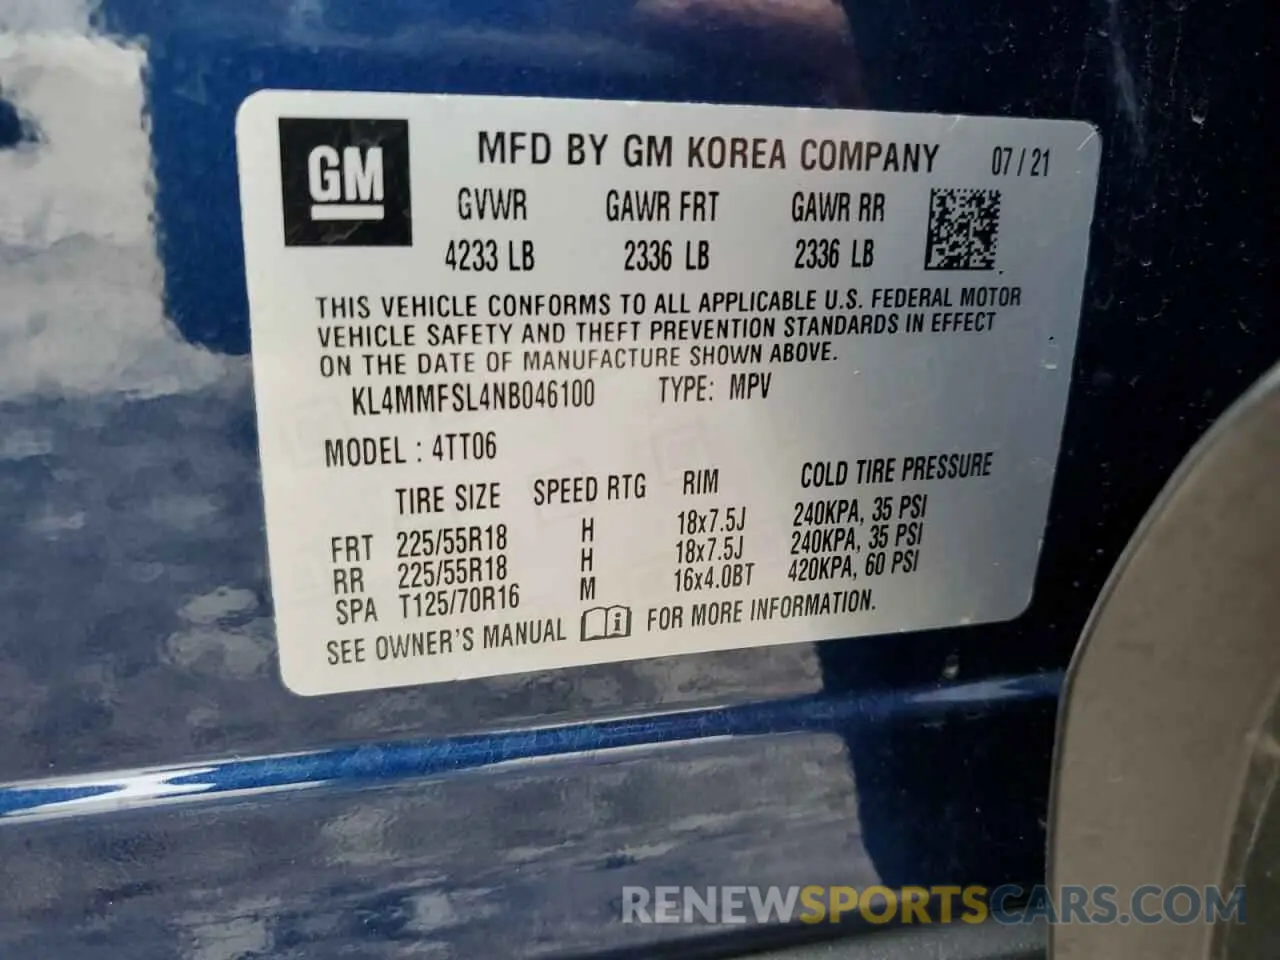 GM
MFD BY GM KOREA COMPANY 07/21
GVWR GAWR FRT GAWR RR
4233 LB 2336 LB 2336 LB
THIS VEHICLE CONFORMS TO ALL APPLICABLE U.S. FEDERAL MOTOR
VEHICLE SAFETY AND THEFT PREVENTION STANDARDS IN EFFECT
ON THE DATE OF MANUFACTURE SHOWN ABOVE.
KL4MMFSL4NB046100 TYPE: MPV
MODEL : 4TT06
TIRE SIZE SPEED RTG RIM COLD TIRE PRESSURE
FRT 225/55R18 H 18x7.5J 240KPA, 35 PSI
RR 225/55R18 H 18x7.5J 240KPA, 35 PSI
SPA T125/70R16 M 16x4.0BT 420KPA, 60 PSI
SEE OWNER'S MANUAL i FOR MORE INFORMATION.
RENEWSPORTSCARS.COM